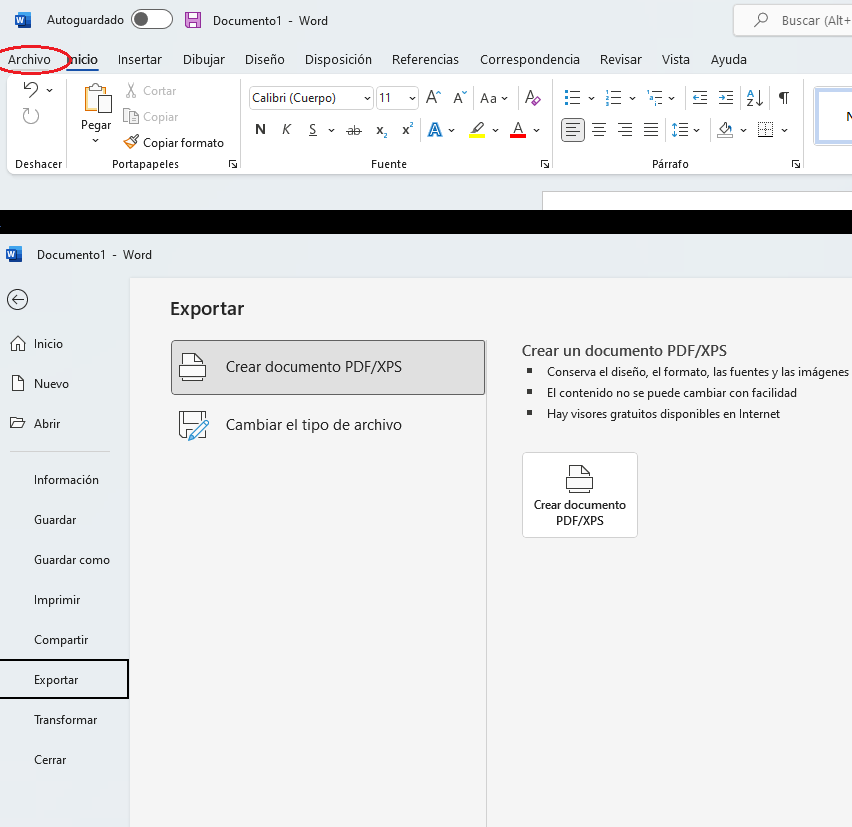 Autoguardado Documento1 - Word Buscar (Alt+
Archivo Inicio Insertar Dibujar Diseño Disposición Referencias Correspondencia Revisar Vista Ayuda
Cortar
Calibri (Cuerpo) 11 Aa
Pegar
Copiar
N K S ab x₂ x² A A
Copiar formato
Deshacer Portapapeles Fuente Párrafo
Documento1 - Word
Exportar
Inicio
Nuevo
Abrir
Información
Guardar
Guardar como
Imprimir
Compartir
Exportar
Transformar
Cerrar
Crear documento PDF/XPS
Cambiar el tipo de archivo
Crear un documento PDF/XPS
Conserva el diseño, el formato, las fuentes y las imágenes
El contenido no se puede cambiar con facilidad
Hay visores gratuitos disponibles en Internet
Crear documento
PDF/XPS